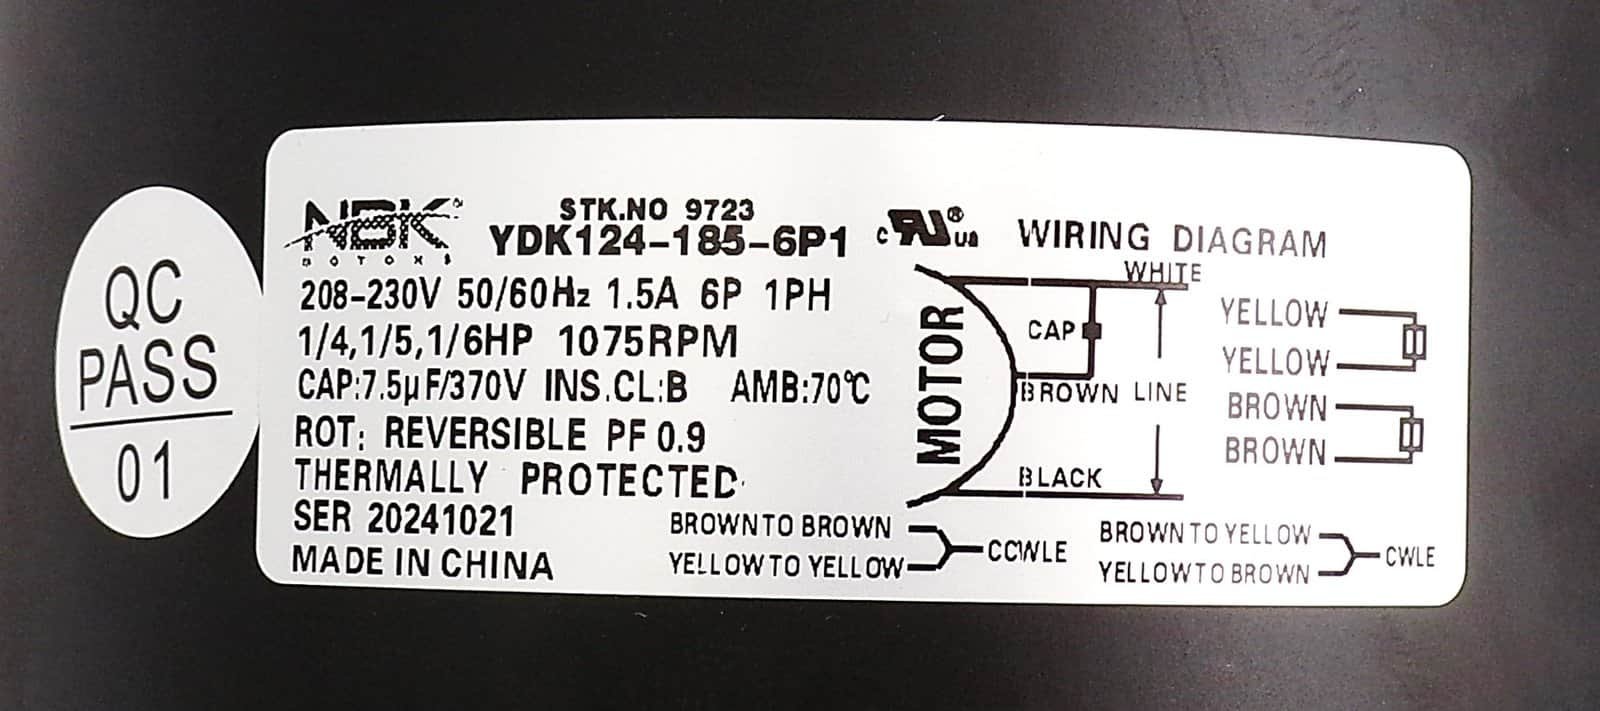 QC
PASS
01
NBK
MOTORS
STK.NO 9723
YDK124-185-6P1
c RU ® us
208-230V 50/60Hz 1.5A 6P 1PH
1/4,1/5,1/6HP 1075RPM
CAP:7.5µF/370V INS.CL:B AMB:70℃
ROT: REVERSIBLE PF 0.9
THERMALLY PROTECTED
SER 20241021
MADE IN CHINA
WIRING DIAGRAM
MOTOR
WHITE
CAP
BROWN LINE
BLACK
YELLOW
YELLOW
BROWN
BROWN
BROWN TO BROWN
YELLOW TO YELLOW
CCWLE
BROWN TO YELLOW
YELLOW TO BROWN
CWLE